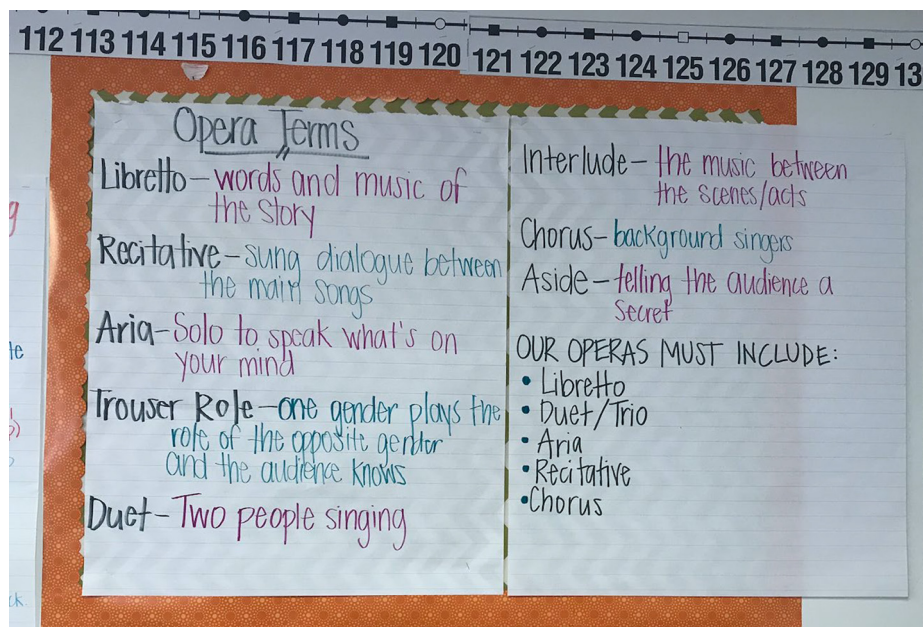 112 113 114 115 116 117 118 119 120 121 122 123 124 125 126 127 128 129 13
Opera Terms
Libretto – words and music of
the story
Recitative – sung dialogue between
the main songs
Aria – Solo to speak what's on
your mind
Trouser Role – one gender plays the
role of the opposite gender
and the audience knows
Duet – Two people singing
Interlude – the music between
the scenes/acts
Chorus – background singers
Aside – telling the audience a
Secret
OUR OPERAS MUST INCLUDE:
• Libretto
• Duet/Trio
• Aria
• Recitative
• Chorus